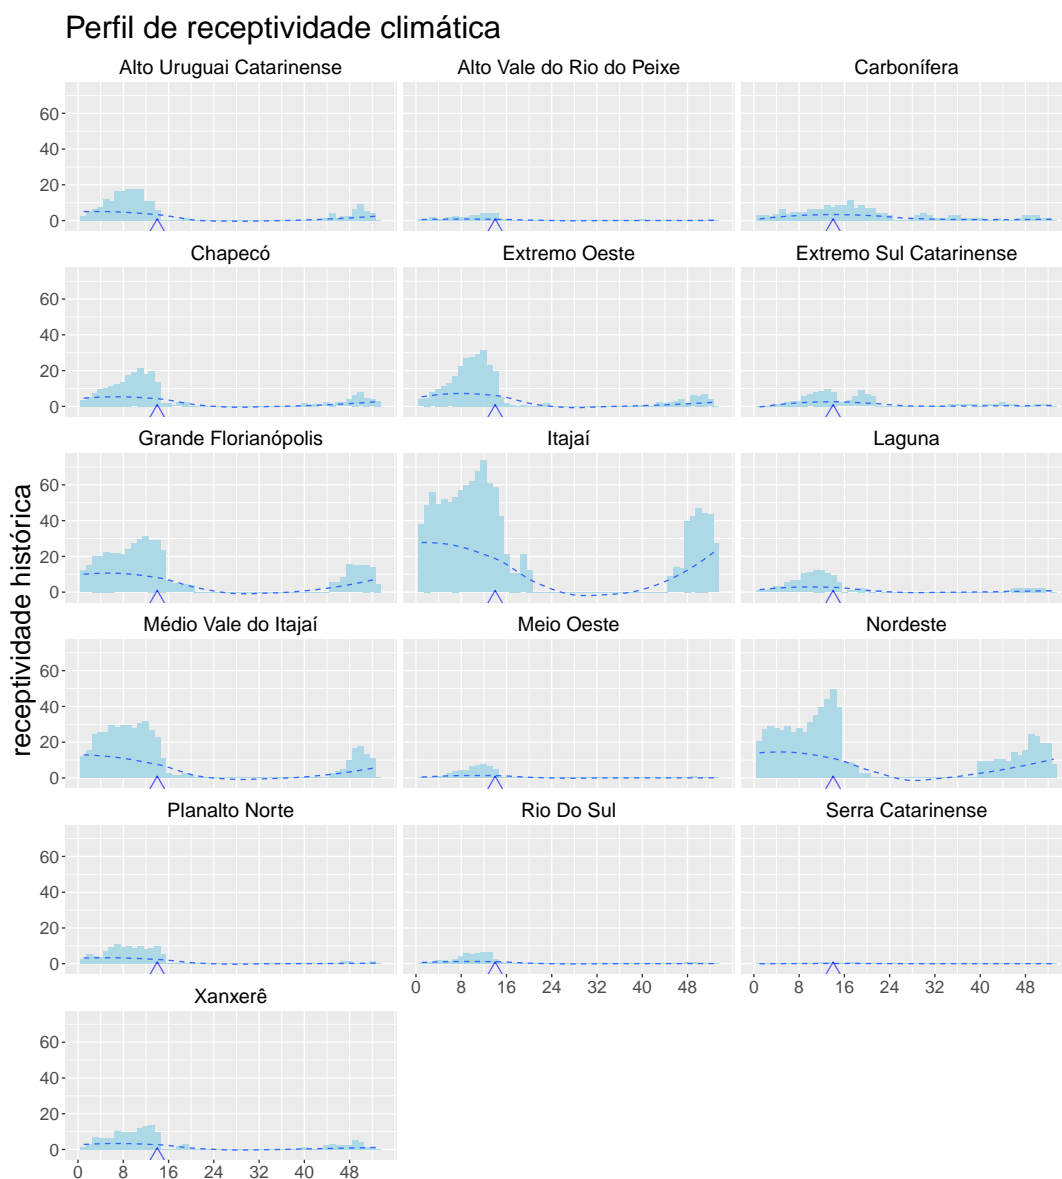 Perfil de receptividade climática
Alto Uruguai Catarinense
Alto Vale do Rio do Peixe
Carbonífera
60
40
20
0
Chapecó
Extremo Oeste
Extremo Sul Catarinense
60
40
20
0
Grande Florianópolis
Itajaí
Laguna
60
40
20
0
receptividade histórica
Médio Vale do Itajaí
Meio Oeste
Nordeste
60
40
20
0
Planalto Norte
Rio Do Sul
Serra Catarinense
60
40
20
0
0 8 16 24 32 40 48
0 8 16 24 32 40 48
Xanxerê
60
40
20
0
0 8 16 24 32 40 48